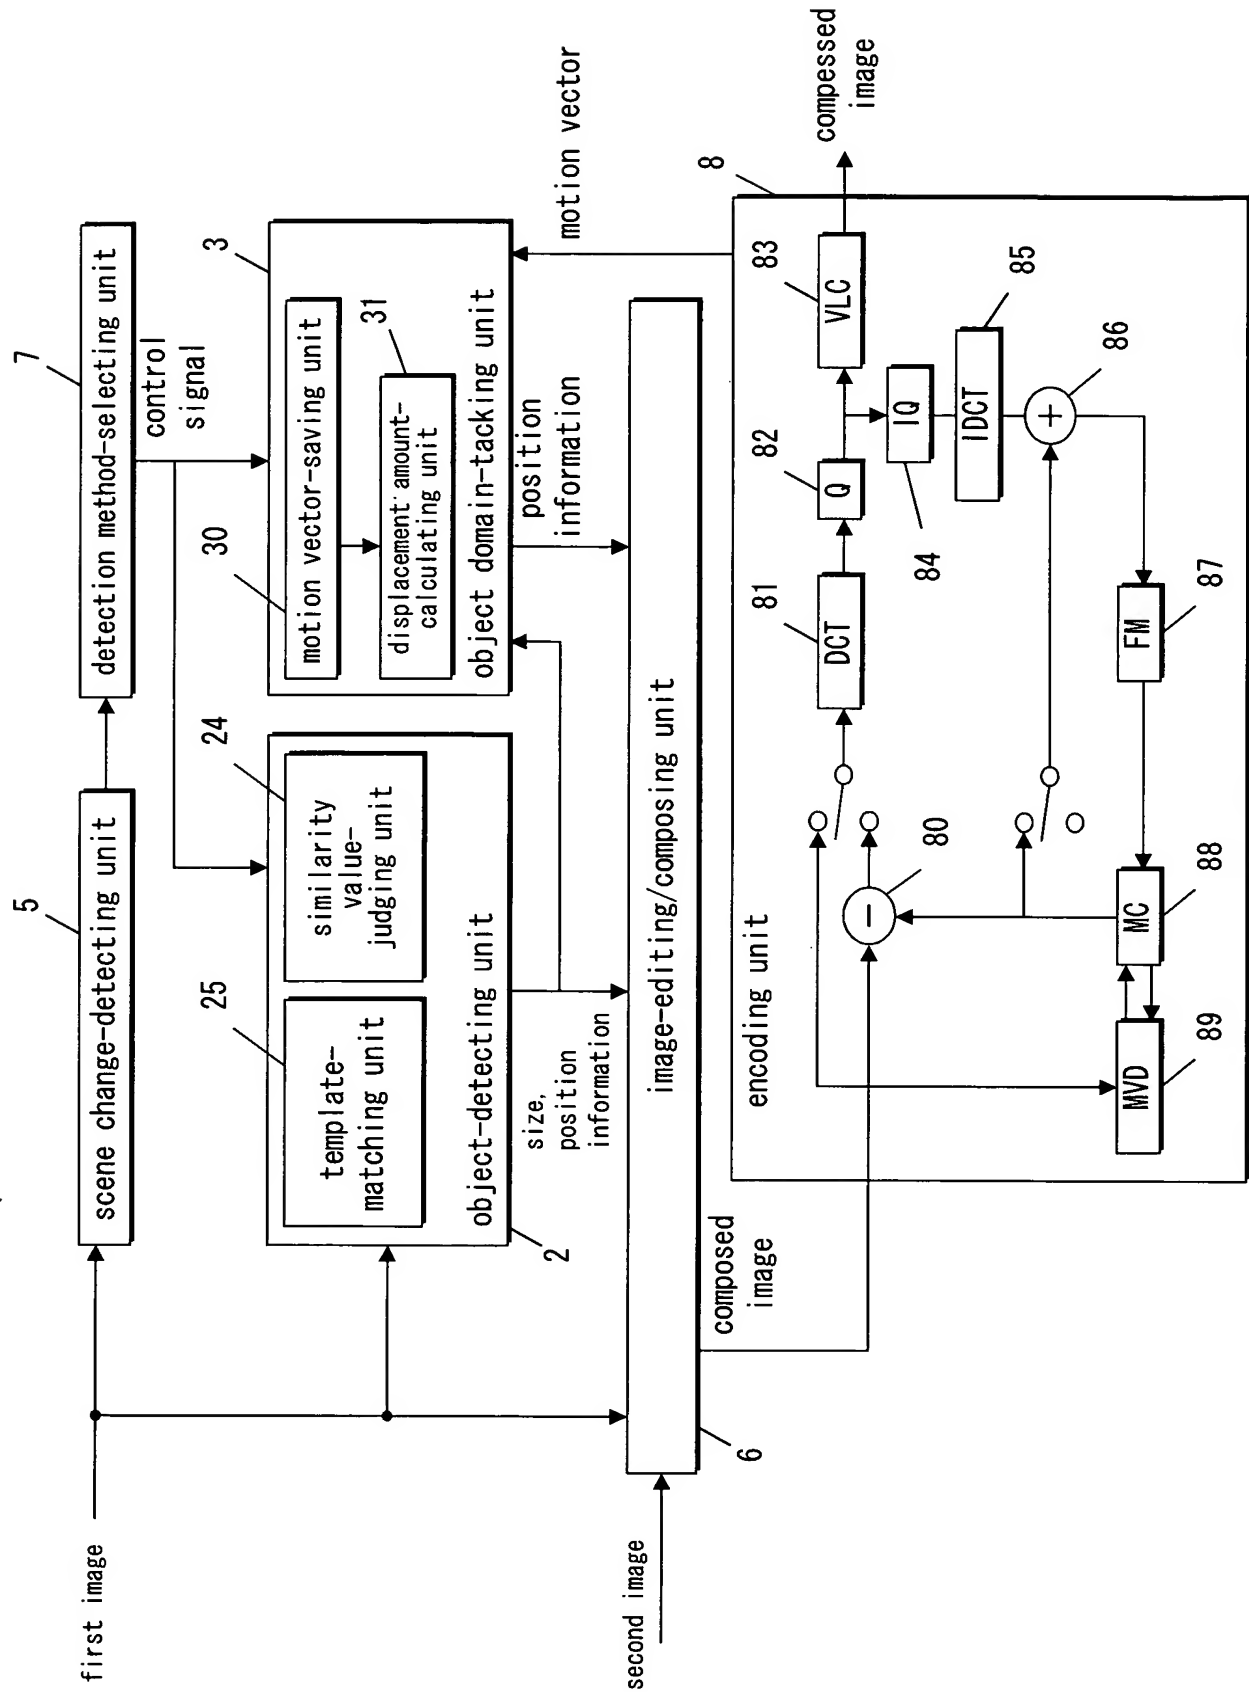 first image
5
scene change-detecting unit
7
detection method-selecting unit
control
signal
25
template-
matching unit
24
similarity
value-
judging unit
object-detecting unit
2
3
30
motion vector-saving unit
31
displacement amount-
calculating unit
object domain-tacking unit
size,
position
information
position
information
motion vector
second image
image-editing/composing unit
6
composed
image
8
encoding unit
80
81
DCT
82
Q
83
VLC
compessed
image
84
IQ
85
IDCT
86
+
87
FM
88
MC
89
MVD
−